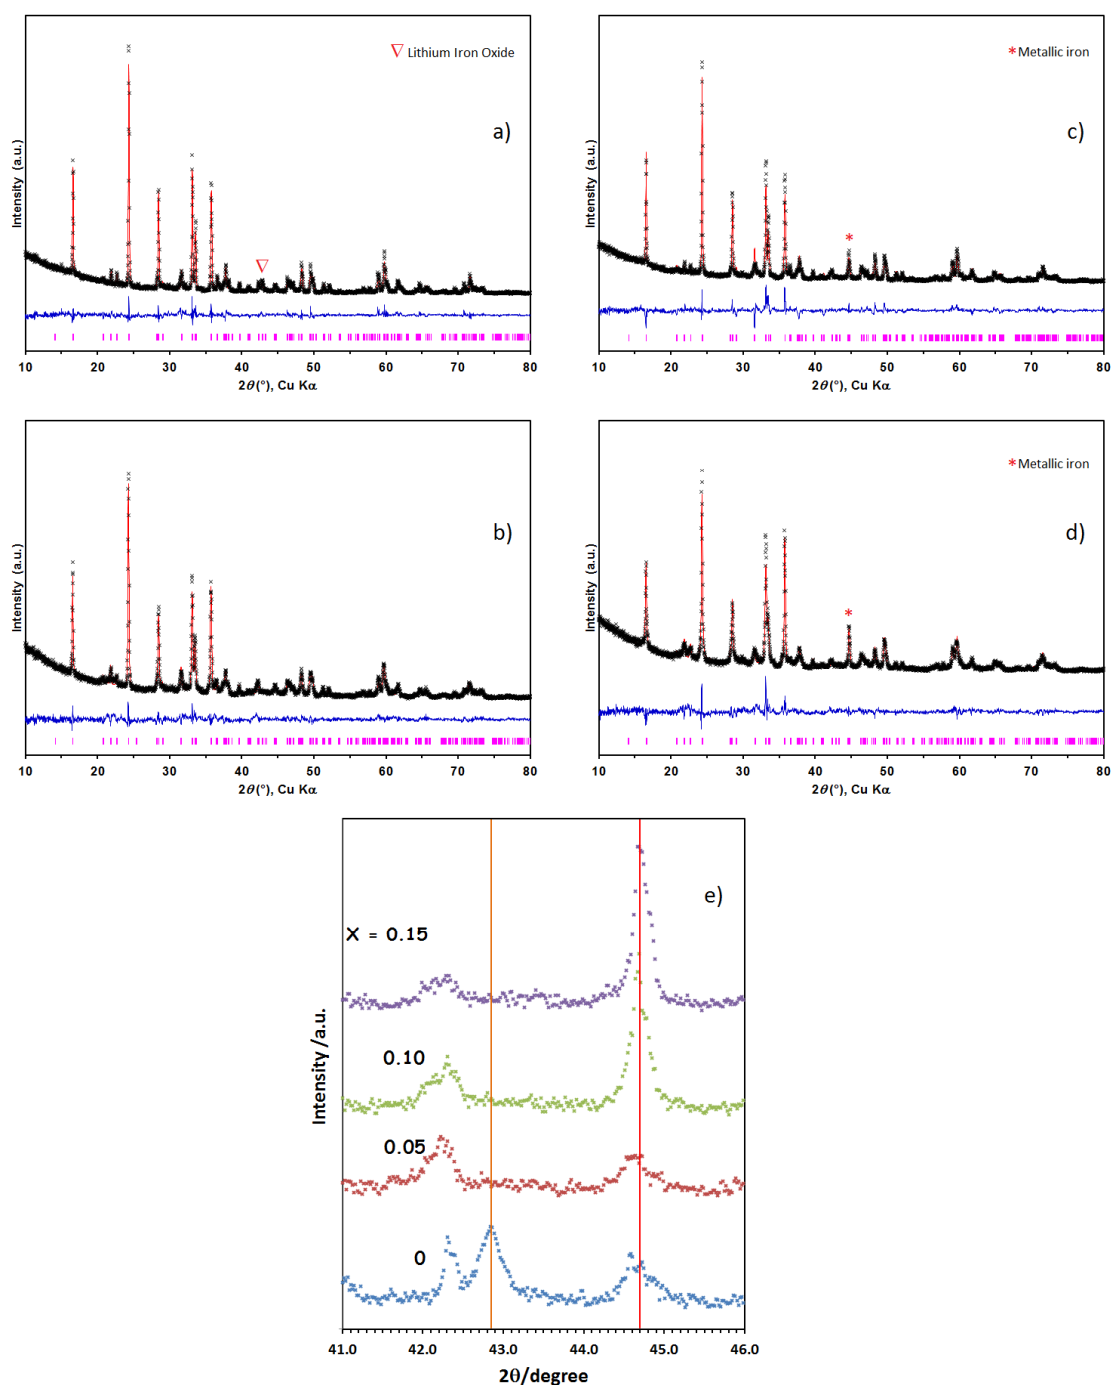 ▽ Lithium Iron Oxide
a)
Intensity (a.u.)
10 20 30 40 50 60 70 80
2θ(°), Cu Kα
*Metallic iron
c)
Intensity (a.u.)
10 20 30 40 50 60 70 80
2θ(°), Cu Kα
b)
Intensity (a.u.)
10 20 30 40 50 60 70 80
2θ(°), Cu Kα
*Metallic iron
d)
Intensity (a.u.)
10 20 30 40 50 60 70 80
2θ(°), Cu Kα
e)
X = 0.15
0.10
0.05
0
Intensity /a.u.
41.0 42.0 43.0 44.0 45.0 46.0
2θ/degree